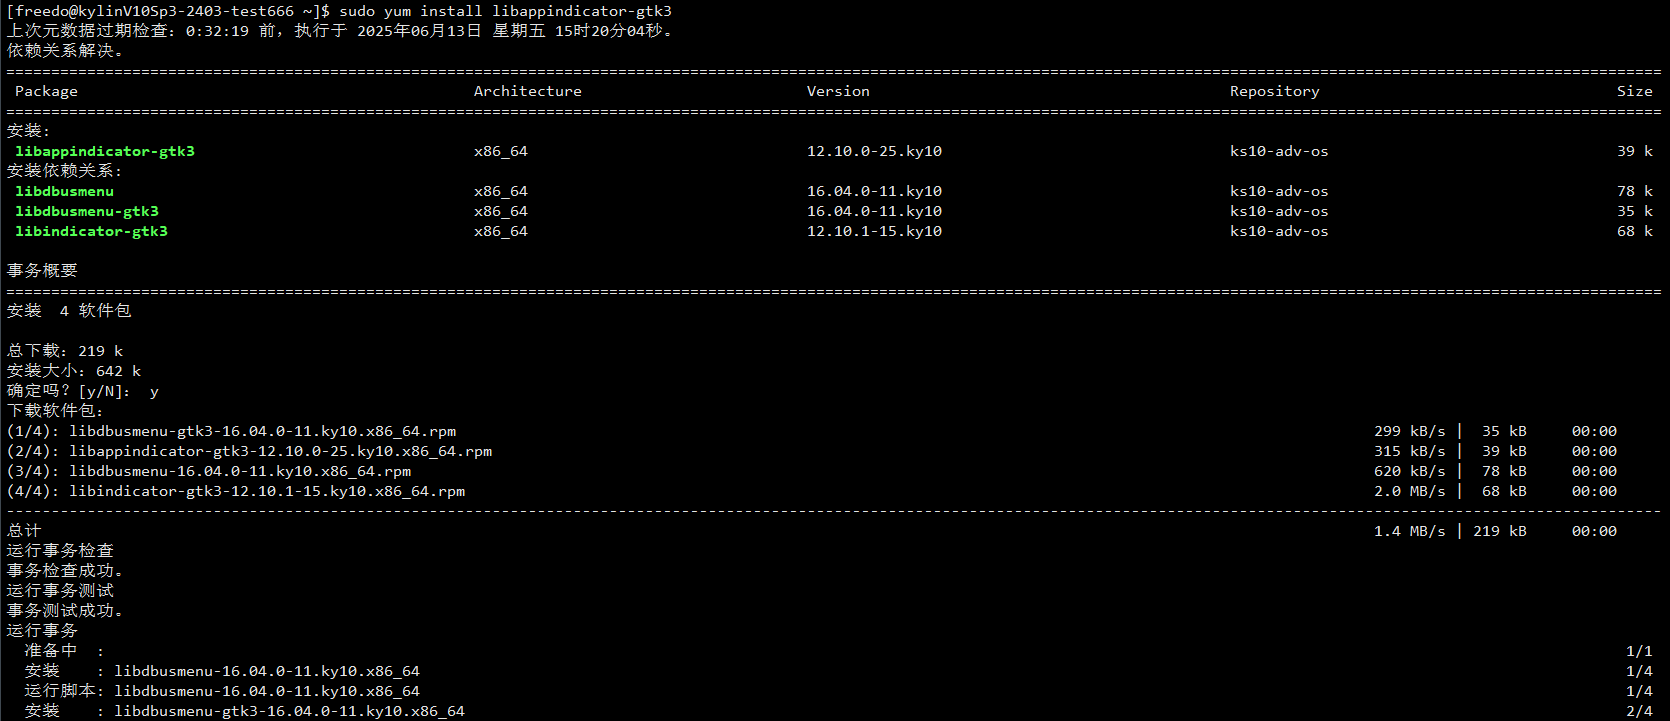 [freedo@kylinV10Sp3-2403-test666 ~]$ sudo yum install libappindicator-gtk3
上次元数据过期检查：0:32:19 前，执行于 2025年06月13日 星期五 15时20分04秒。
依赖关系解决。
Package Architecture Version Repository Size
安装:
libappindicator-gtk3 x86_64 12.10.0-25.ky10 ks10-adv-os 39 k
安装依赖关系:
libdbusmenu x86_64 16.04.0-11.ky10 ks10-adv-os 78 k
libdbusmenu-gtk3 x86_64 16.04.0-11.ky10 ks10-adv-os 35 k
libindicator-gtk3 x86_64 12.10.1-15.ky10 ks10-adv-os 68 k
事务概要
安装  4 软件包
总下载：219 k
安装大小：642 k
确定吗？[y/N]： y
下载软件包：
(1/4): libdbusmenu-gtk3-16.04.0-11.ky10.x86_64.rpm 299 kB/s | 35 kB 00:00
(2/4): libappindicator-gtk3-12.10.0-25.ky10.x86_64.rpm 315 kB/s | 39 kB 00:00
(3/4): libdbusmenu-16.04.0-11.ky10.x86_64.rpm 620 kB/s | 78 kB 00:00
(4/4): libindicator-gtk3-12.10.1-15.ky10.x86_64.rpm 2.0 MB/s | 68 kB 00:00
总计 1.4 MB/s | 219 kB 00:00
运行事务检查
事务检查成功。
运行事务测试
事务测试成功。
运行事务
准备中  : 1/1
安装    : libdbusmenu-16.04.0-11.ky10.x86_64 1/4
运行脚本: libdbusmenu-16.04.0-11.ky10.x86_64 1/4
安装    : libdbusmenu-gtk3-16.04.0-11.ky10.x86_64 2/4